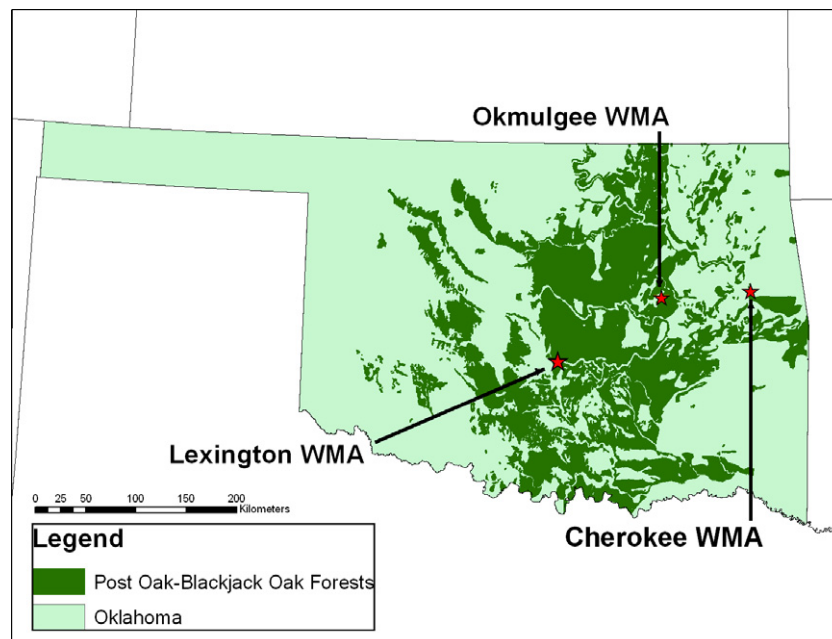 Okmulgee WMA
Lexington WMA
Cherokee WMA
0 25 50 100 150 200
Kilometers
Legend
Post Oak-Blackjack Oak Forests
Oklahoma